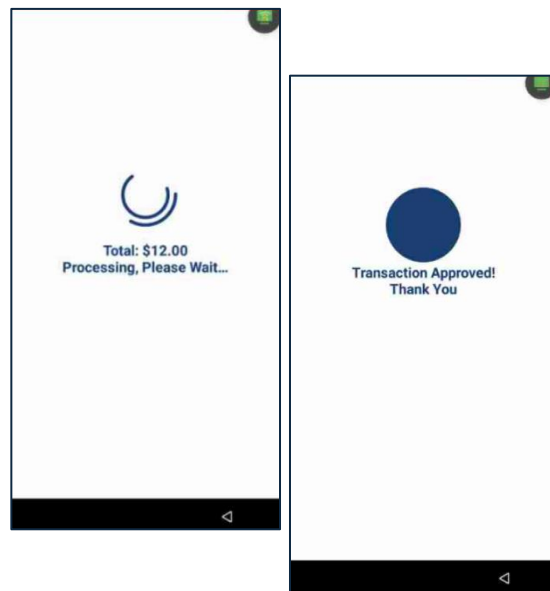 Total: $12.00
Processing, Please Wait...
Transaction Approved!
Thank You